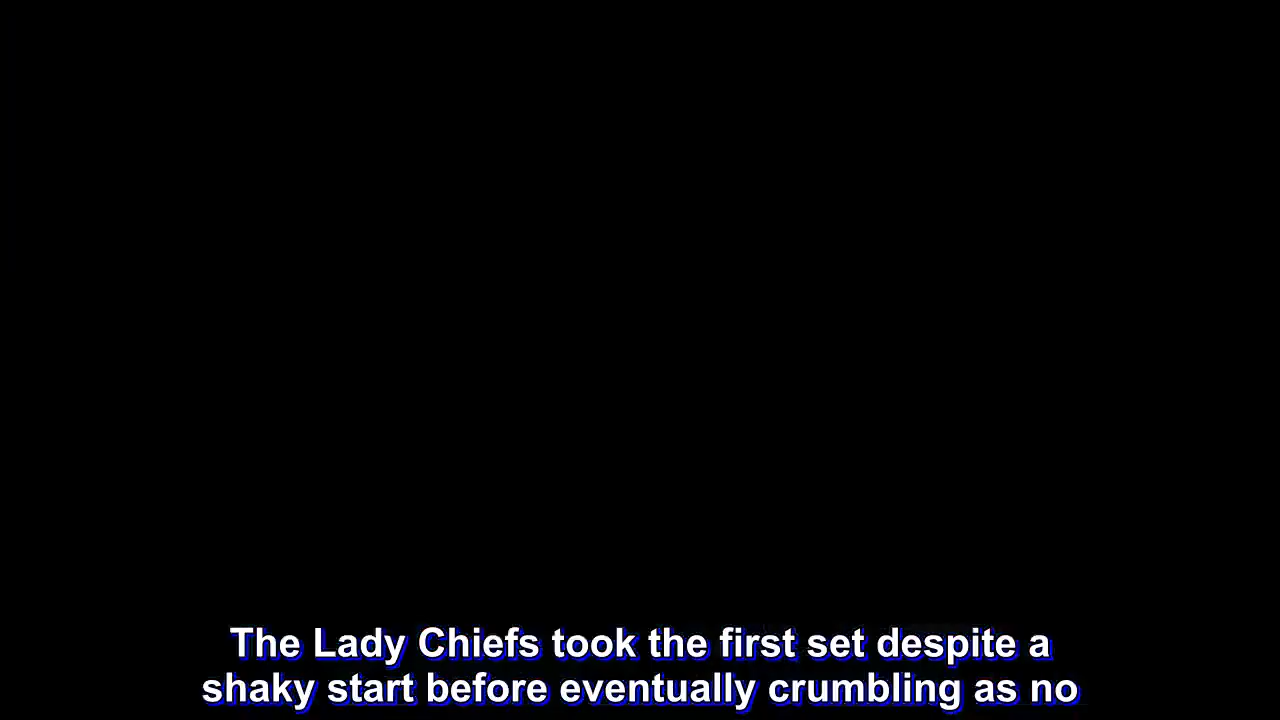 The Lady Chiefs took the first set despite a
shaky start before eventually crumbling as no